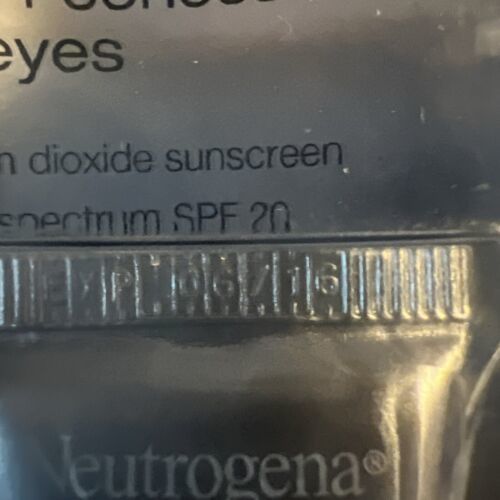 eyes
dioxide sunscreen
spectrum SPF 20
EXP 06/16
Neutrogena®